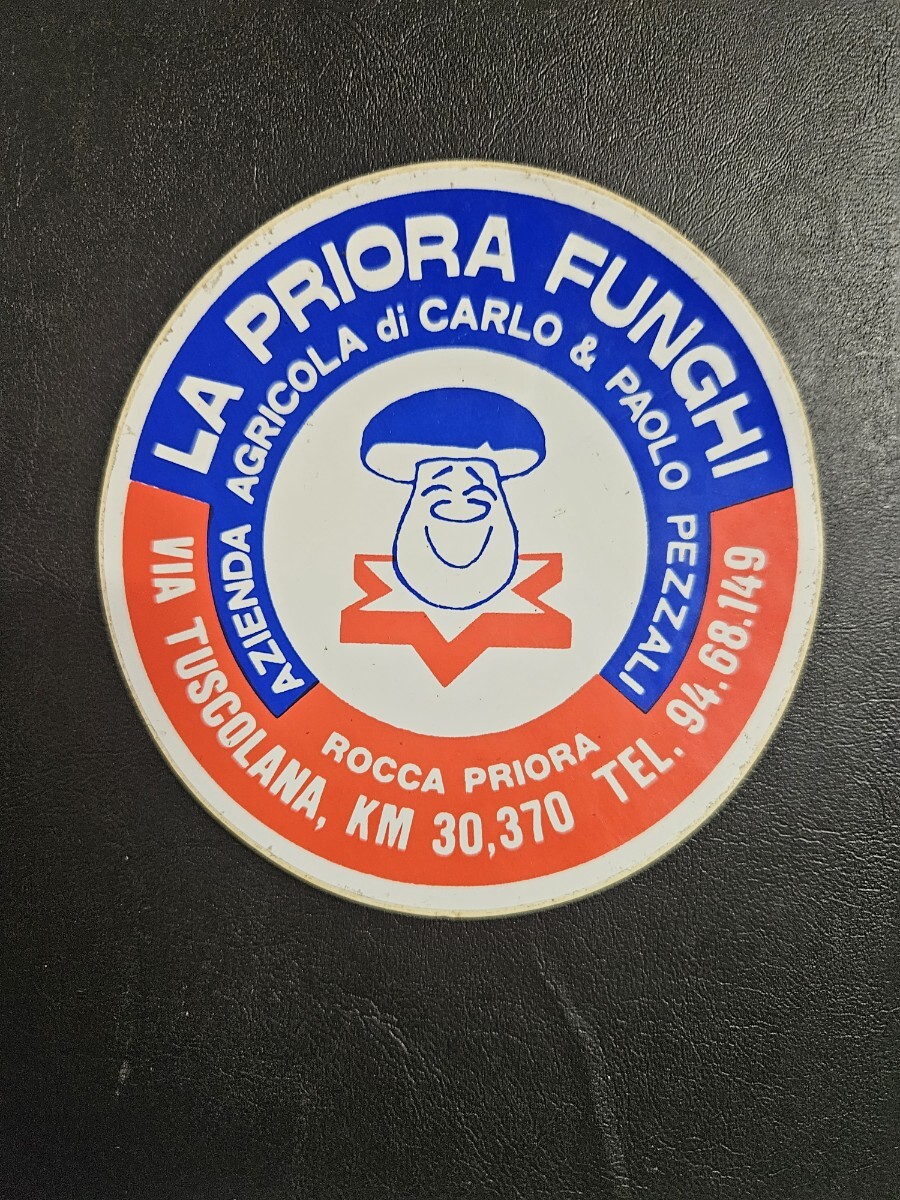 LA PRIORA FUNGHI
AZIENDA AGRICOLA di CARLO & PAOLO PEZZALI
ROCCA PRIORA
VIA TUSCOLANA, KM 30,370 TEL. 94.68.149